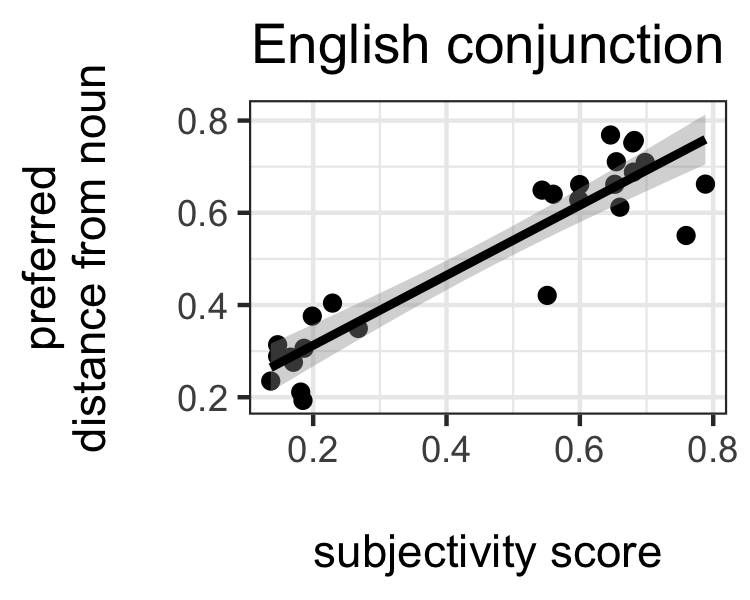 English conjunction
preferred
distance from noun
0.8
0.6
0.4
0.2
0.2
0.4
0.6
0.8
subjectivity score